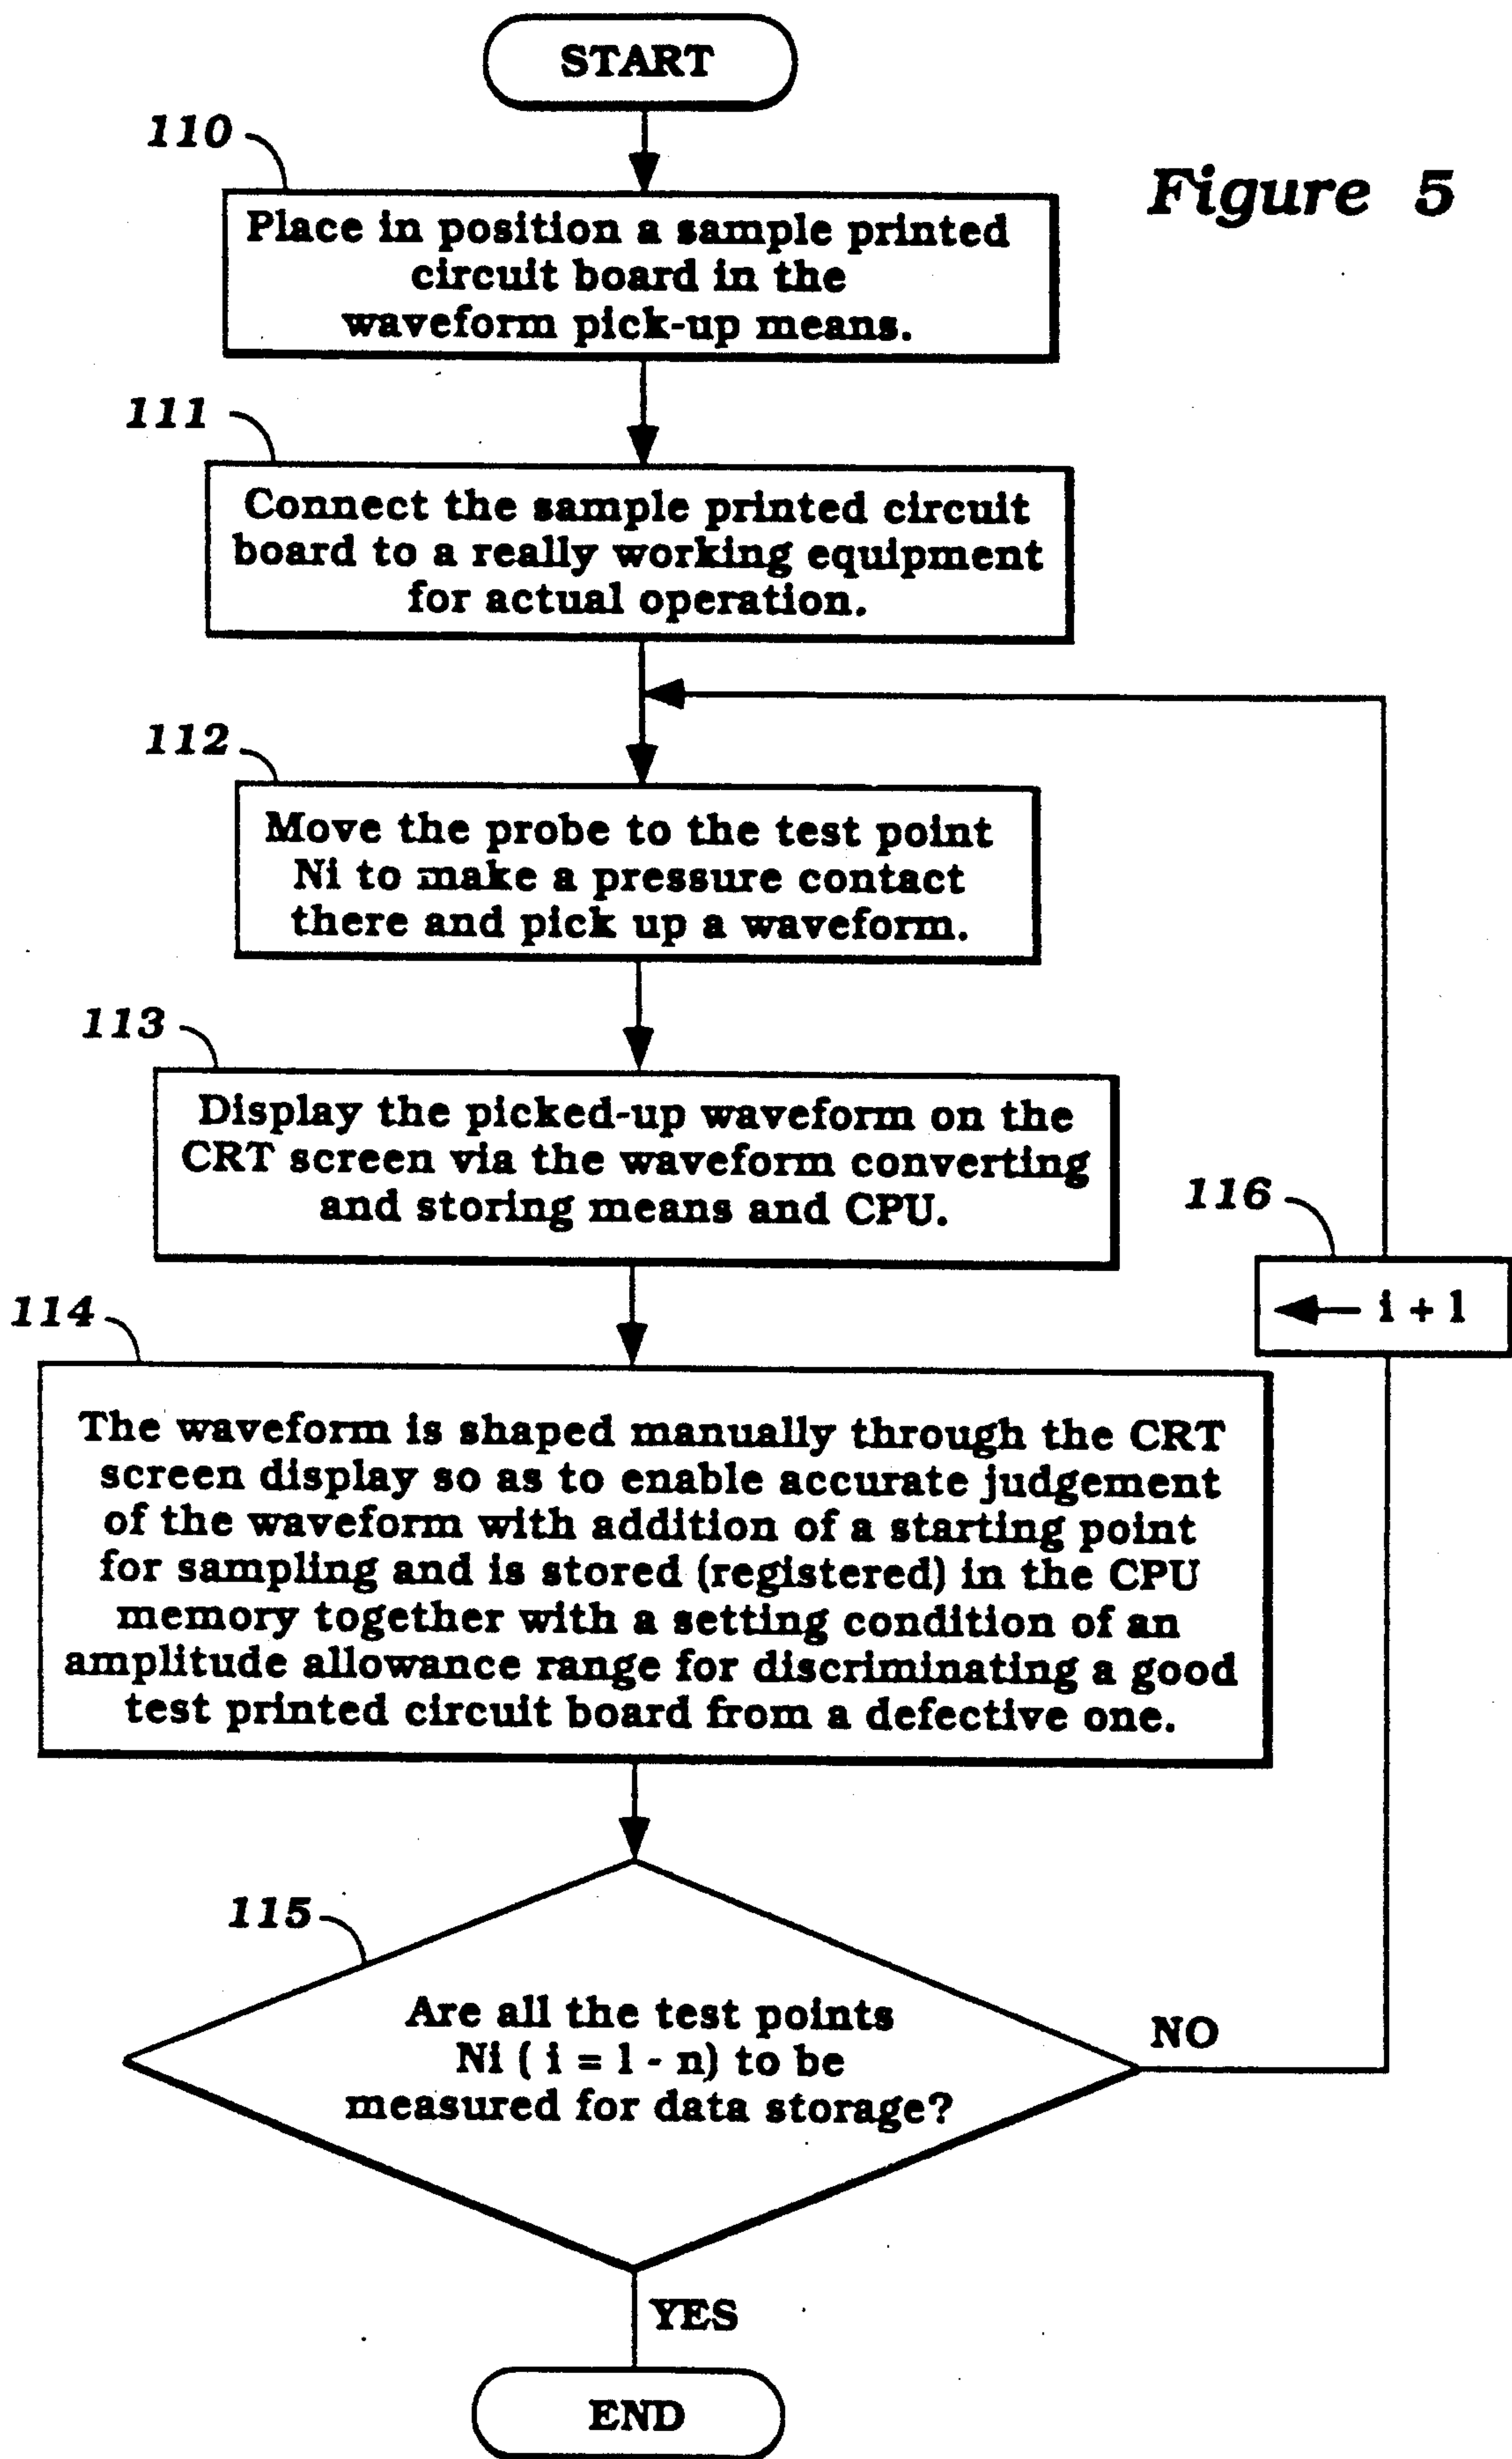 START
110
Figure 5
Place in position a sample printed
circuit board in the
waveform pick-up means.
111
Connect the sample printed circuit
board to a really working equipment
for actual operation.
112
Move the probe to the test point
Ni to make a pressure contact
there and pick up a waveform.
113
Display the picked-up waveform on the
CRT screen via the waveform converting
and storing means and CPU.
116
← i + 1
114
The waveform is shaped manually through the CRT
screen display so as to enable accurate judgement
of the waveform with addition of a starting point
for sampling and is stored (registered) in the CPU
memory together with a setting condition of an
amplitude allowance range for discriminating a good
test printed circuit board from a defective one.
115
Are all the test points
Ni ( i = 1 - n) to be
measured for data storage?
NO
YES
END